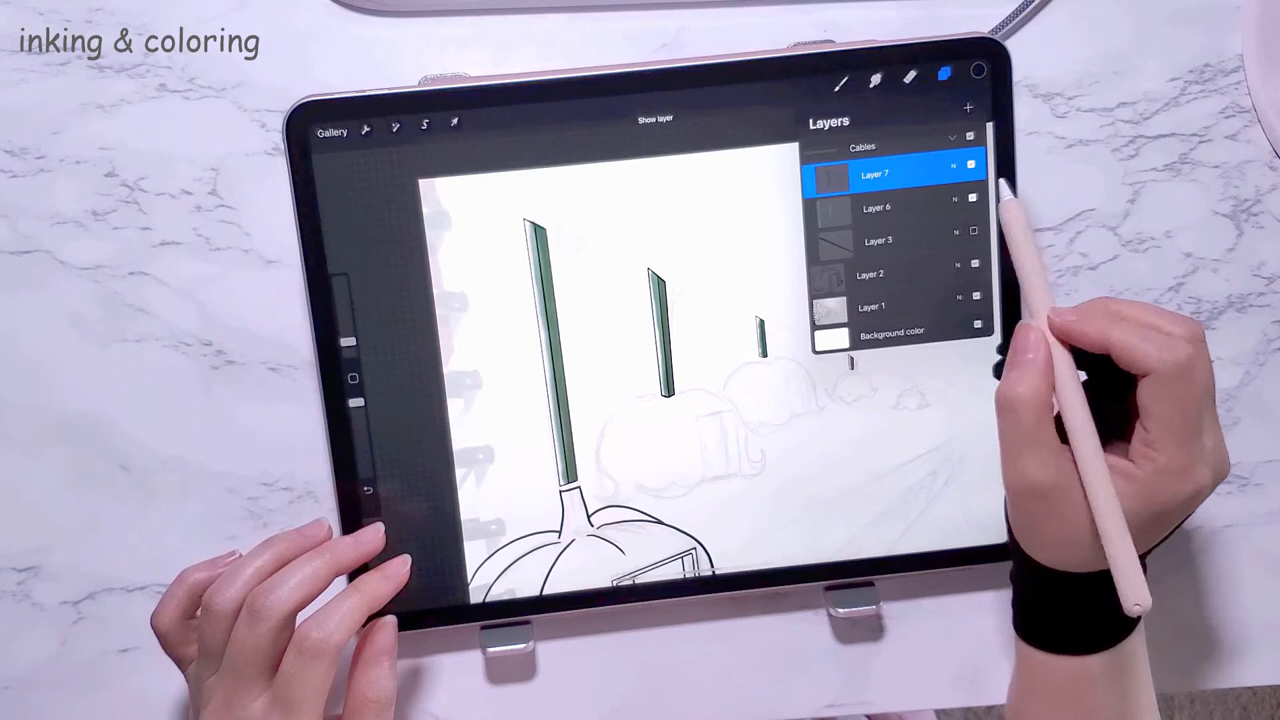 inking & coloring
Gallery
S
Show layer
Layers
Cables
Layer 7 N
Layer 6 N
Layer 3 N
Layer 2 N
Layer 1 N
Background color